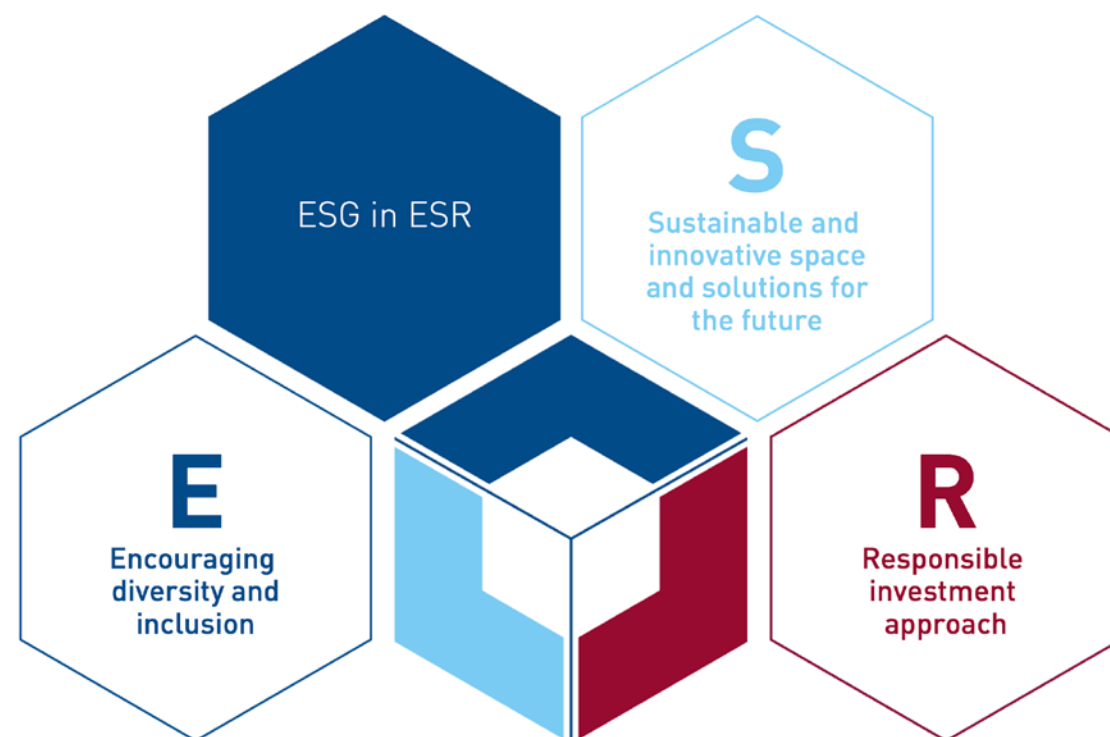 ESG in ESR
S
Sustainable and
innovative space
and solutions for
the future
E
Encouraging
diversity and
inclusion
R
Responsible
investment
approach